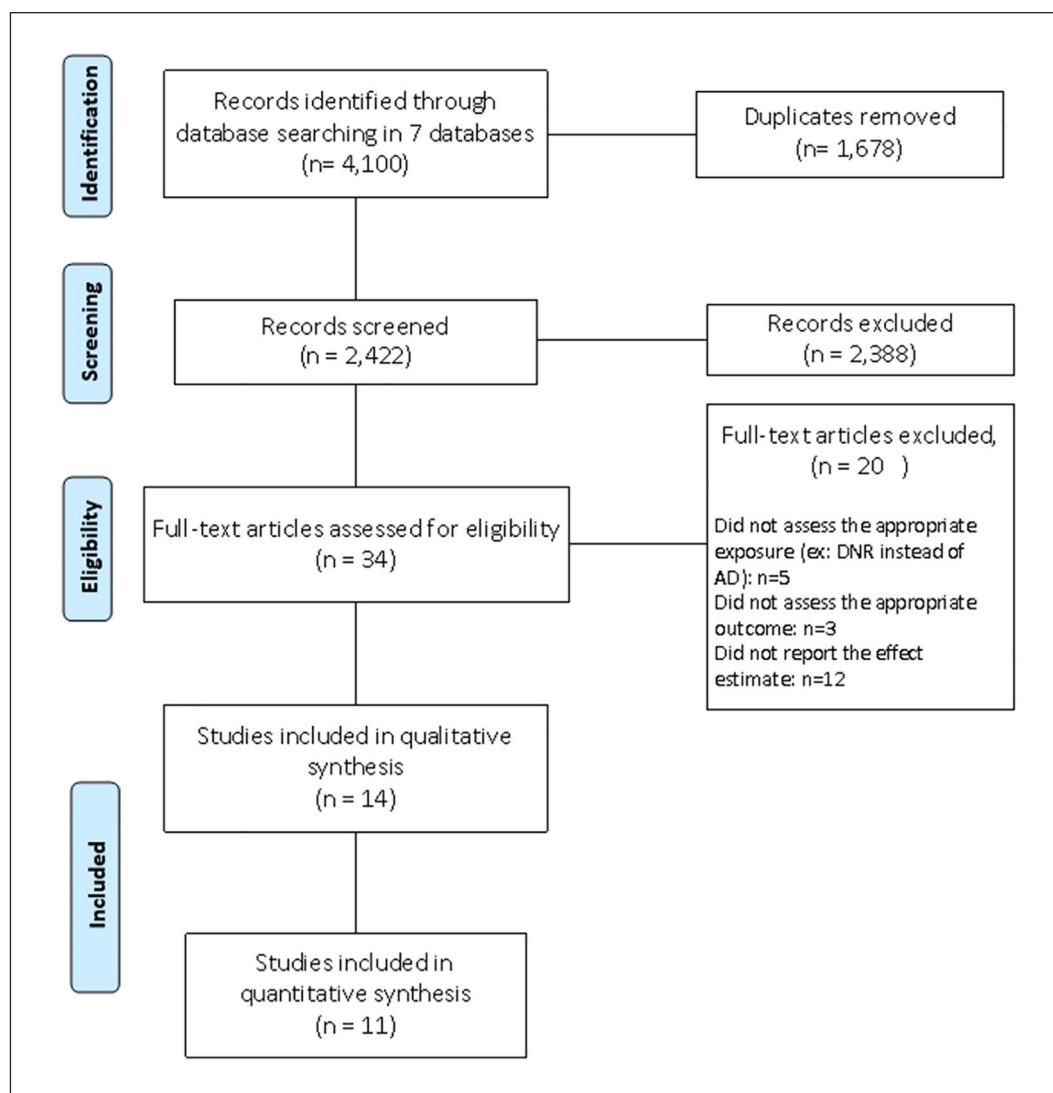 Identification
Records identified through
database searching in 7 databases
(n= 4,100)
Duplicates removed
(n= 1,678)
Screening
Records screened
(n = 2,422)
Records excluded
(n = 2,388)
Eligibility
Full-text articles assessed for eligibility
(n = 34)
Full-text articles excluded,
(n = 20   )
Did not assess the appropriate
exposure (ex: DNR instead of
AD): n=5
Did not assess the appropriate
outcome: n=3
Did not report the effect
estimate: n=12
Included
Studies included in qualitative
synthesis
(n = 14)
Studies included in
quantitative synthesis
(n = 11)